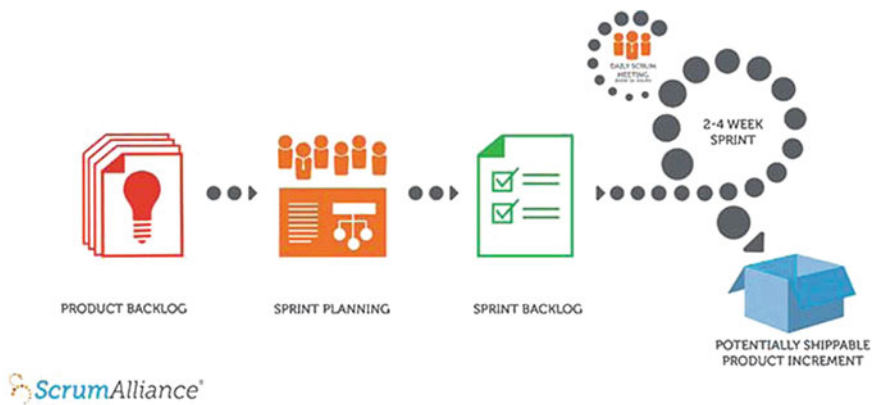 DAILY SCRUM
MEETING
2-4 WEEK
SPRINT
PRODUCT BACKLOG
SPRINT PLANNING
SPRINT BACKLOG
POTENTIALLY SHIPPABLE
PRODUCT INCREMENT
ScrumAlliance®